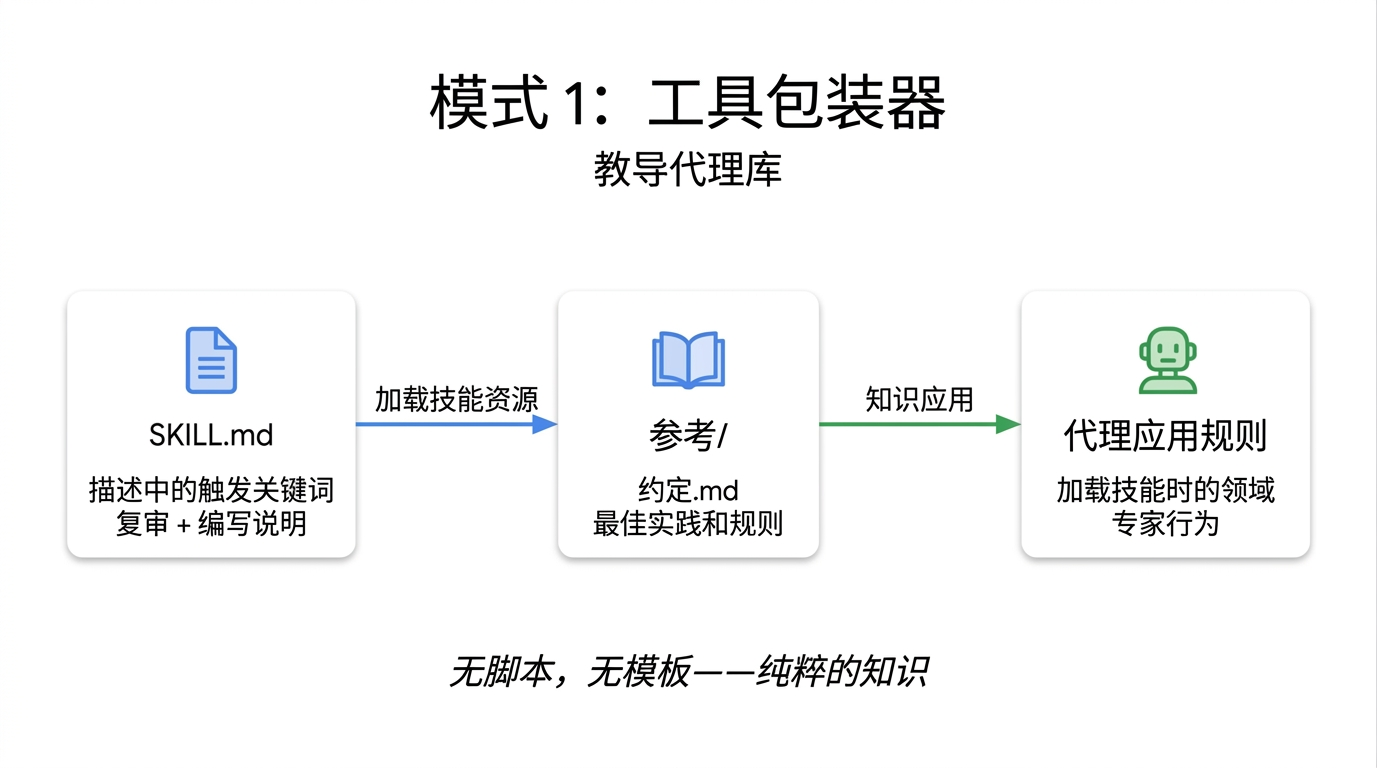 模式 1：工具包装器
教导代理库
SKILL.md
描述中的触发关键词
复审 + 编写说明
加载技能资源
参考/
约定.md
最佳实践和规则
知识应用
代理应用规则
加载技能时的领域
专家行为
无脚本，无模板——纯粹的知识